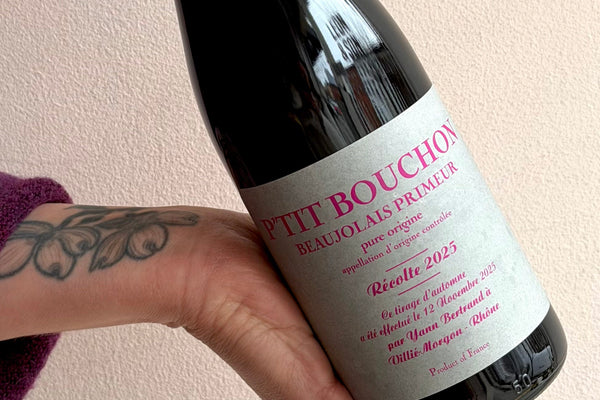 P'TIT BOUCHON
BEAUJOLAIS PRIMEUR
pure origine
appellation d'origine contrôlée
Récolte 2025
Ce tirage d'automne
a été effectué le 12 Novembre 2025
par Yann Bertrand à
Villié-Morgon - Rhône
Product of France